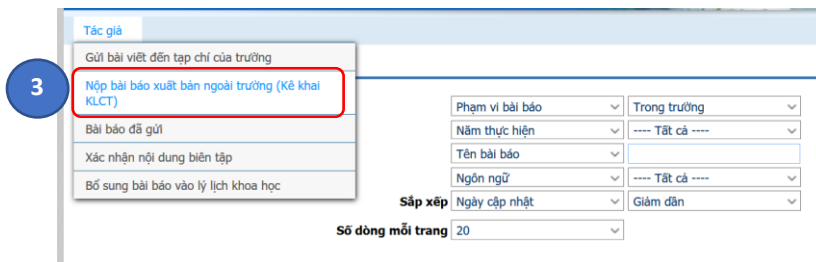 Tác giả
Gửi bài viết đến tạp chí của trường
3
Nộp bài báo xuất bản ngoài trường (Kê khai
KLCT)
Bài báo đã gửi
Xác nhận nội dung biên tập
Bổ sung bài báo vào lý lịch khoa học
Phạm vi bài báo Trong trường
Năm thực hiện ---- Tất cả ----
Tên bài báo
Ngôn ngữ ---- Tất cả ----
Sắp xếp Ngày cập nhật Giảm dần
Số dòng mỗi trang 20